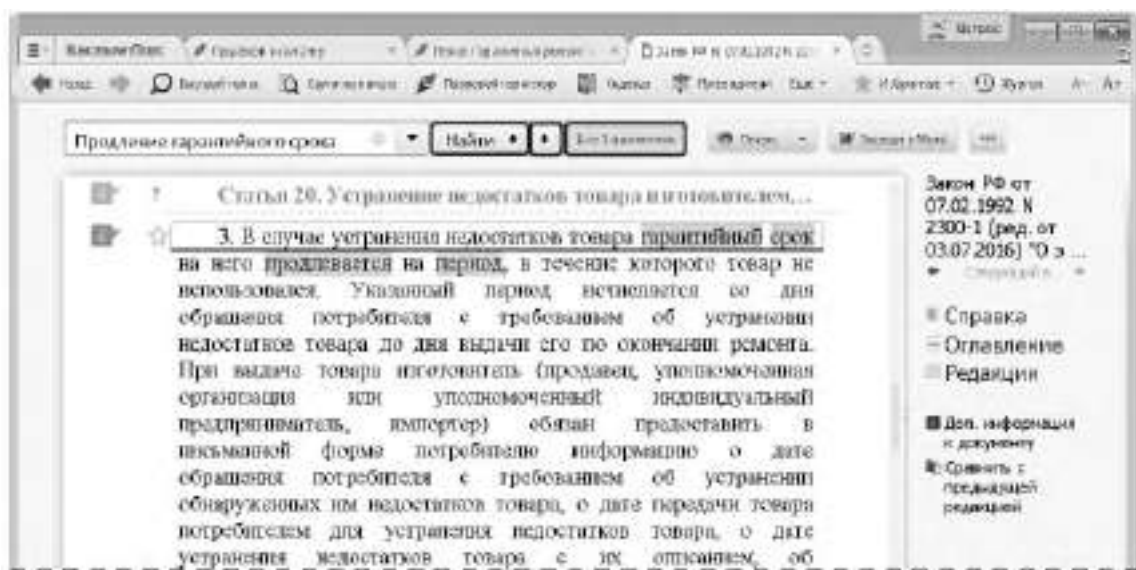 Назад
Продление гарантийного срока
Найти
Статья 20. Устранение недостатков товара изготовителем,...
3. В случае устранения недостатков товара гарантийный срок
на него продлевается на период, в течение которого товар не
использовался. Указанный период исчисляется со дня
обращения потребителя с требованием об устранении
недостатков товара до дня выдачи его по окончании ремонта.
При выдаче товара изготовитель (продавец, уполномоченная
организация или уполномоченный индивидуальный
предприниматель, импортер) обязан предоставить в
письменной форме потребителю информацию о дате
обращения потребителя с требованием об устранении
обнаруженных им недостатков товара, о дате передачи товара
потребителем для устранения недостатков товара, о дате
устранения недостатков товара с их описанием, об
Закон РФ от
07.02.1992 N
2300-1 (ред. от
03.07.2016) "О з ...
Справка
Оглавление
Редакции
Доп. информация
к документу
Сравнить с
предыдущей
редакцией